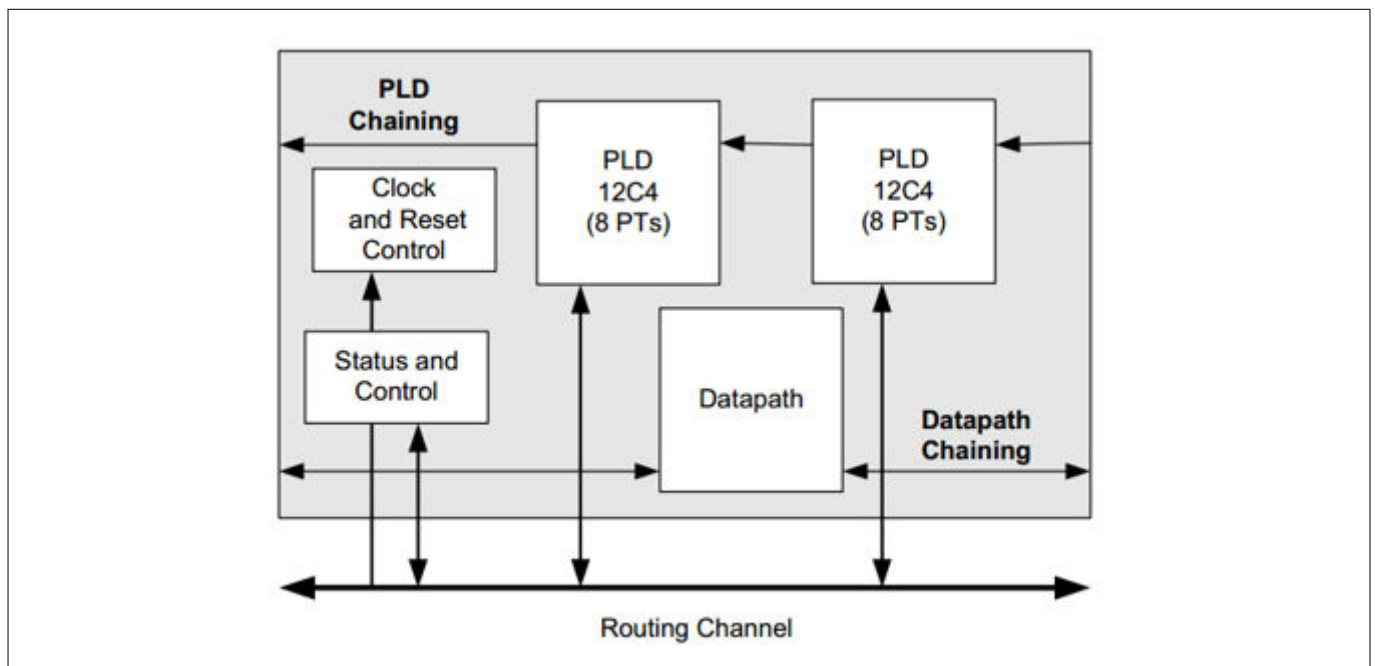 PLD
Chaining
PLD
12C4
(8 PTs)
PLD
12C4
(8 PTs)
Clock
and Reset
Control
Status and
Control
Datapath
Datapath
Chaining
Routing Channel